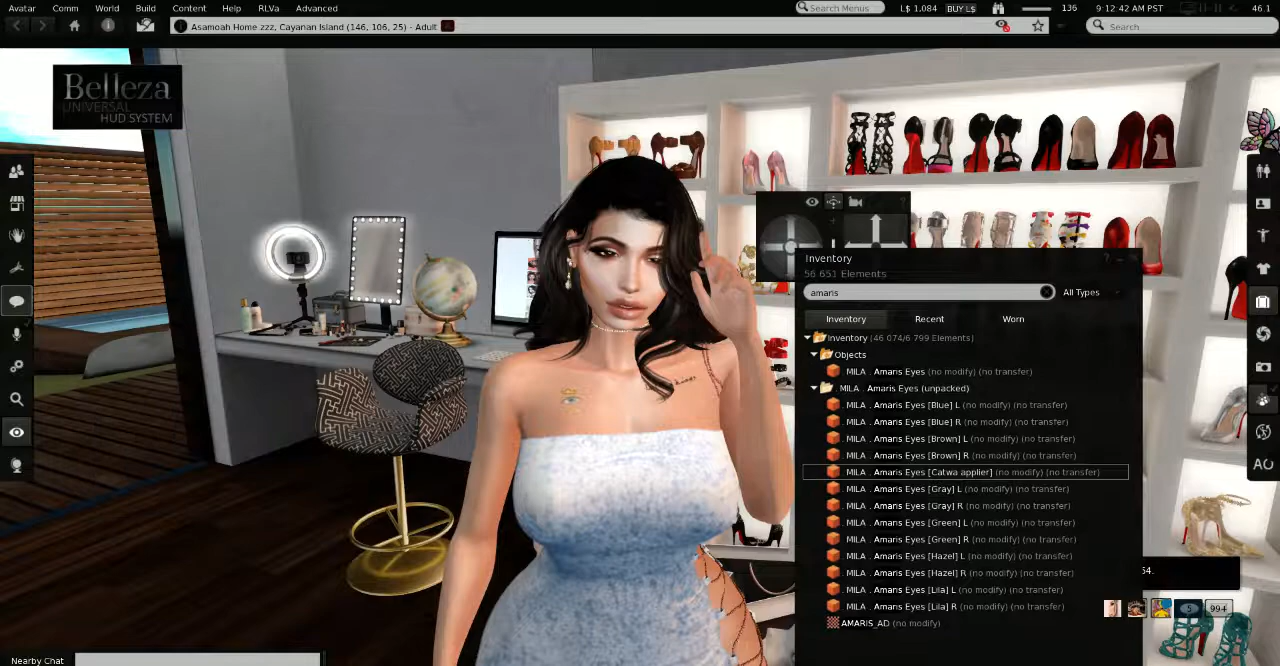 Avatar Comm World Build Content Help RLVa Advanced Search Menus L$ 1,084 BUY L$ 136 9:12:42 AM PST 46.1
Asamoah Home zzz, Cayanan Island (146, 106, 25) - Adult Search
Belleza
UNIVERSAL
HUD SYSTEM
Inventory
56 651 Elements
amaris All Types
Inventory Recent Worn
Inventory (46 074/6 799 Elements)
Objects
. MILA . Amaris Eyes (no modify) (no transfer)
. MILA . Amaris Eyes (unpacked)
. MILA . Amaris Eyes [Blue] L (no modify) (no transfer)
. MILA . Amaris Eyes [Blue] R (no modify) (no transfer)
. MILA . Amaris Eyes [Brown] L (no modify) (no transfer)
. MILA . Amaris Eyes [Brown] R (no modify) (no transfer)
. MILA . Amaris Eyes [Catwa applier] (no modify) (no transfer)
. MILA . Amaris Eyes [Gray] L (no modify) (no transfer)
. MILA . Amaris Eyes [Gray] R (no modify) (no transfer)
. MILA . Amaris Eyes [Green] L (no modify) (no transfer)
. MILA . Amaris Eyes [Green] R (no modify) (no transfer)
. MILA . Amaris Eyes [Hazel] L (no modify) (no transfer)
. MILA . Amaris Eyes [Hazel] R (no modify) (no transfer)
. MILA . Amaris Eyes [Lila] L (no modify) (no transfer)
. MILA . Amaris Eyes [Lila] R (no modify) (no transfer)
AMARIS_AD (no modify)
AO
54.
5 994
Nearby Chat